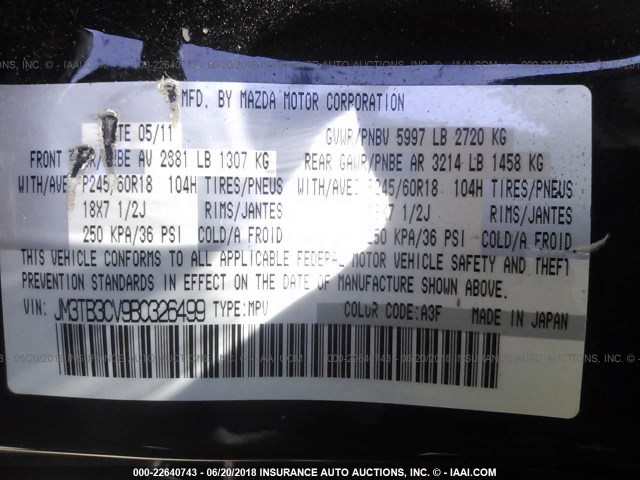 MFD. BY MAZDA MOTOR CORPORATION
TE 05/11 GVWR/PNBV 5997 LB 2720 KG
FRONT BE AV 2881 LB 1307 KG REAR GAWR/PNBE AR 3214 LB 1458 KG
WITH/AVEC P245/60R18 104H TIRES/PNEUS WITH/AVEC P245/60R18 104H TIRES/PNEUS
18X7 1/2J RIMS/JANTES 7 1/2J RIMS/JANTES
250 KPA/36 PSI COLD/A FROID 250 KPA/36 PSI COLD/A FROID
THIS VEHICLE CONFORMS TO ALL APPLICABLE FEDERAL MOTOR VEHICLE SAFETY AND THEFT
PREVENTION STANDARDS IN EFFECT ON THE DATE OF MANUFACTURE SHOWN ABOVE.
VIN: JM3TB3CV9BC326499 TYPE: MPV COLOR CODE: A3F MADE IN JAPAN
000-22640743 - 06/20/2018 INSURANCE AUTO AUCTIONS, INC. - © - IAAI.COM